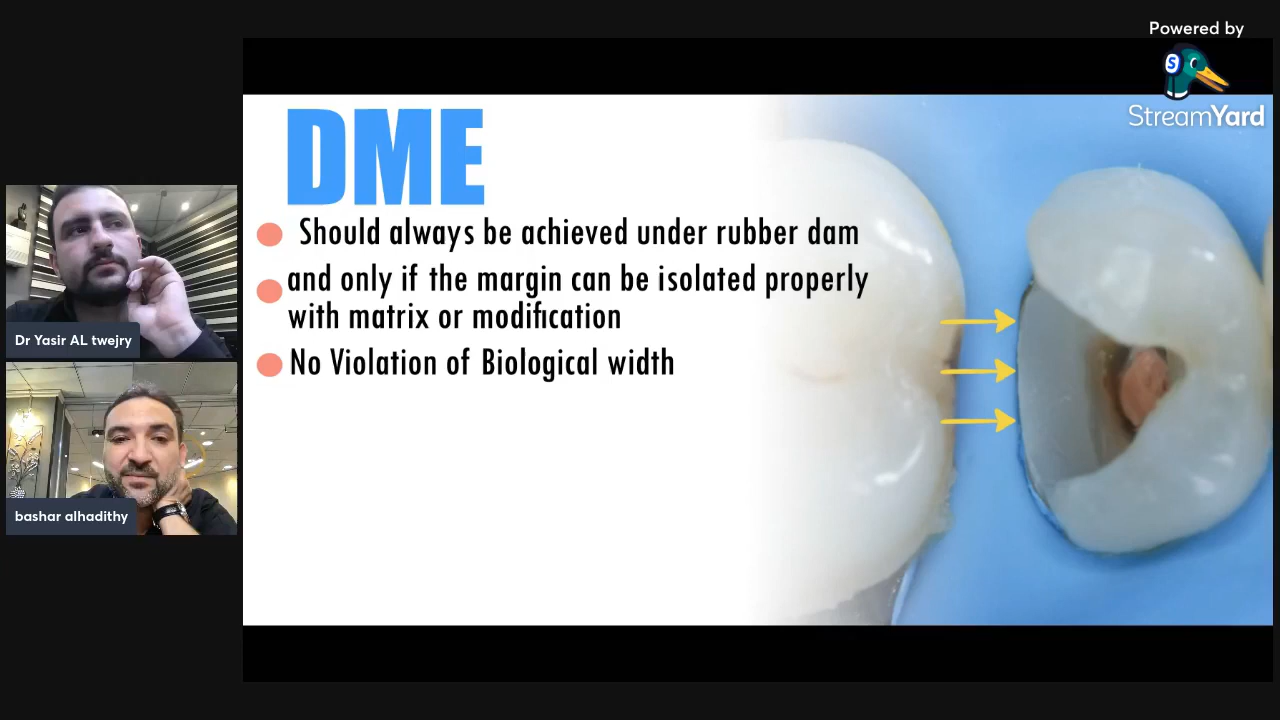 Powered by
StreamYard
DME
Should always be achieved under rubber dam
and only if the margin can be isolated properly
with matrix or modification
No Violation of Biological width
Dr Yasir AL twejry
bashar alhadithy